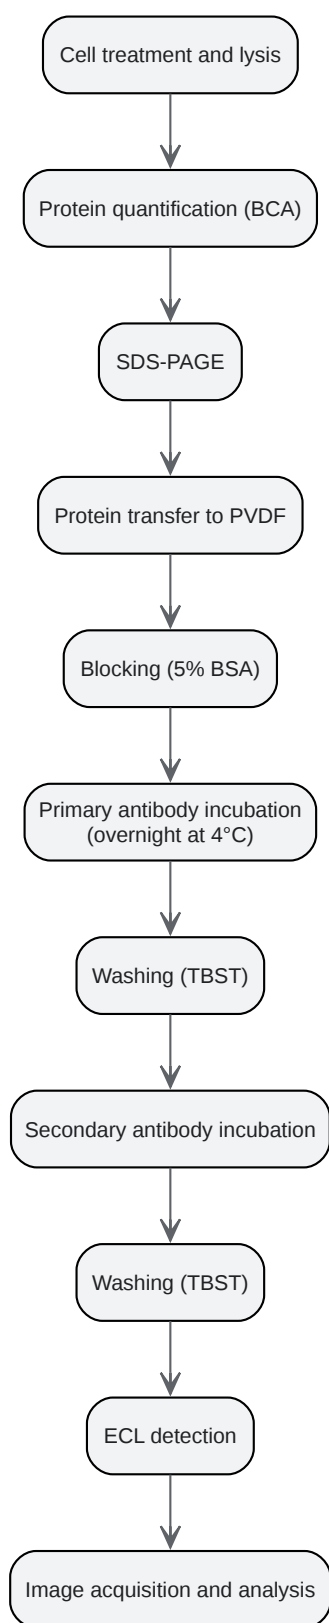 Cell treatment and lysis
Protein quantification (BCA)
SDS-PAGE
Protein transfer to PVDF
Blocking (5% BSA)
Primary antibody incubation
(overnight at 4°C)
Washing (TBST)
Secondary antibody incubation
Washing (TBST)
ECL detection
Image acquisition and analysis